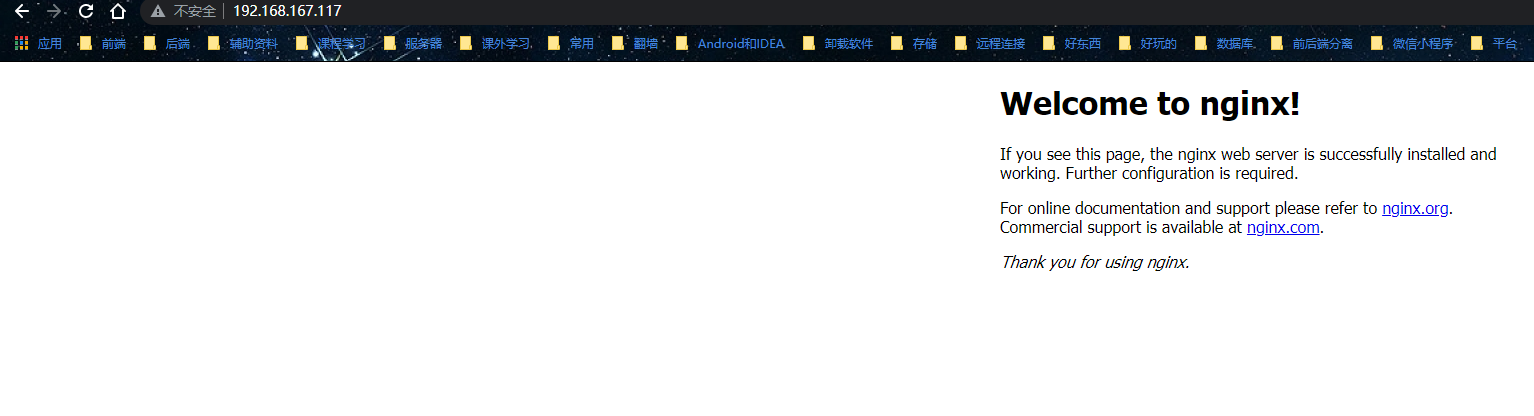 不安全 192.168.167.117
应用 前端 后端 辅助资料 课程学习 服务器 课外学习 常用 翻墙 Android和IDEA 卸载软件 存储 远程连接 好东西 好玩的 数据库 前后端分离 微信小程序 平台
Welcome to nginx!
If you see this page, the nginx web server is successfully installed and
working. Further configuration is required.
For online documentation and support please refer to nginx.org.
Commercial support is available at nginx.com.
Thank you for using nginx.